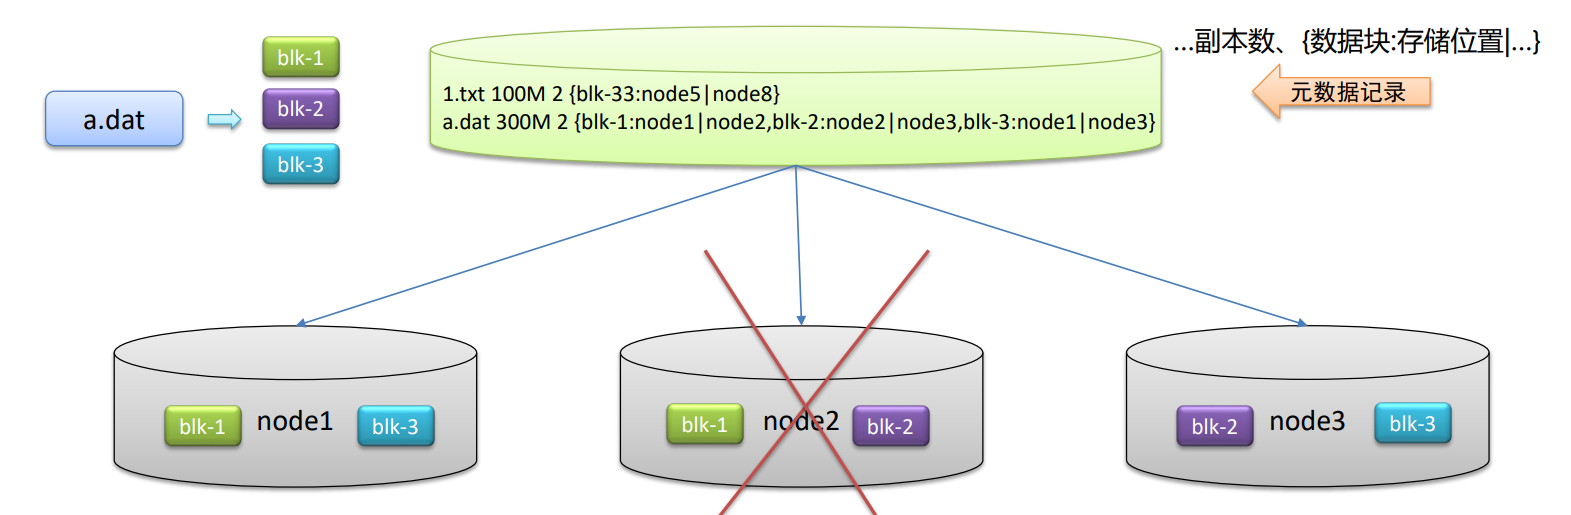 a.dat
blk-1
blk-2
blk-3
1.txt 100M 2 {blk-33:node5|node8}
a.dat 300M 2 {blk-1:node1|node2,blk-2:node2|node3,blk-3:node1|node3}
...副本数、{数据块:存储位置|...}
元数据记录
blk-1 node1 blk-3
blk-1 node2 blk-2
blk-2 node3 blk-3